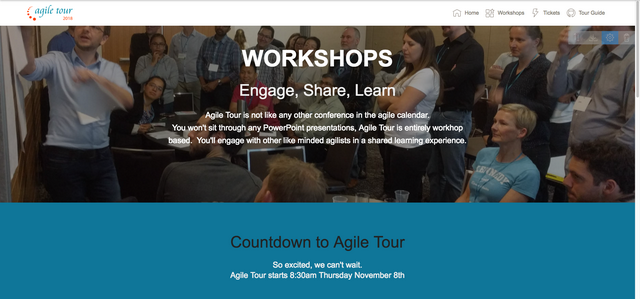 agile tour
2018
Home
Workshops
Tickets
Tour Guide
WORKSHOPS
Engage, Share, Learn
Agile Tour is not like any other conference in the agile calendar.
You won't sit through any PowerPoint presentations, Agile Tour is entirely workhop
based. You'll engage with other like minded agilists in a shared learning experience.
Countdown to Agile Tour
So excited, we can't wait.
Agile Tour starts 8:30am Thursday November 8th